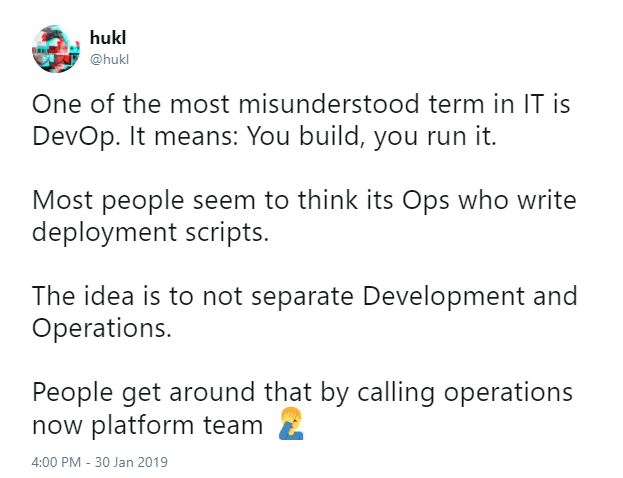 hukl
@hukl
One of the most misunderstood term in IT is
DevOp. It means: You build, you run it.
Most people seem to think its Ops who write
deployment scripts.
The idea is to not separate Development and
Operations.
People get around that by calling operations
now platform team 🤦‍♂️
4:00 PM - 30 Jan 2019